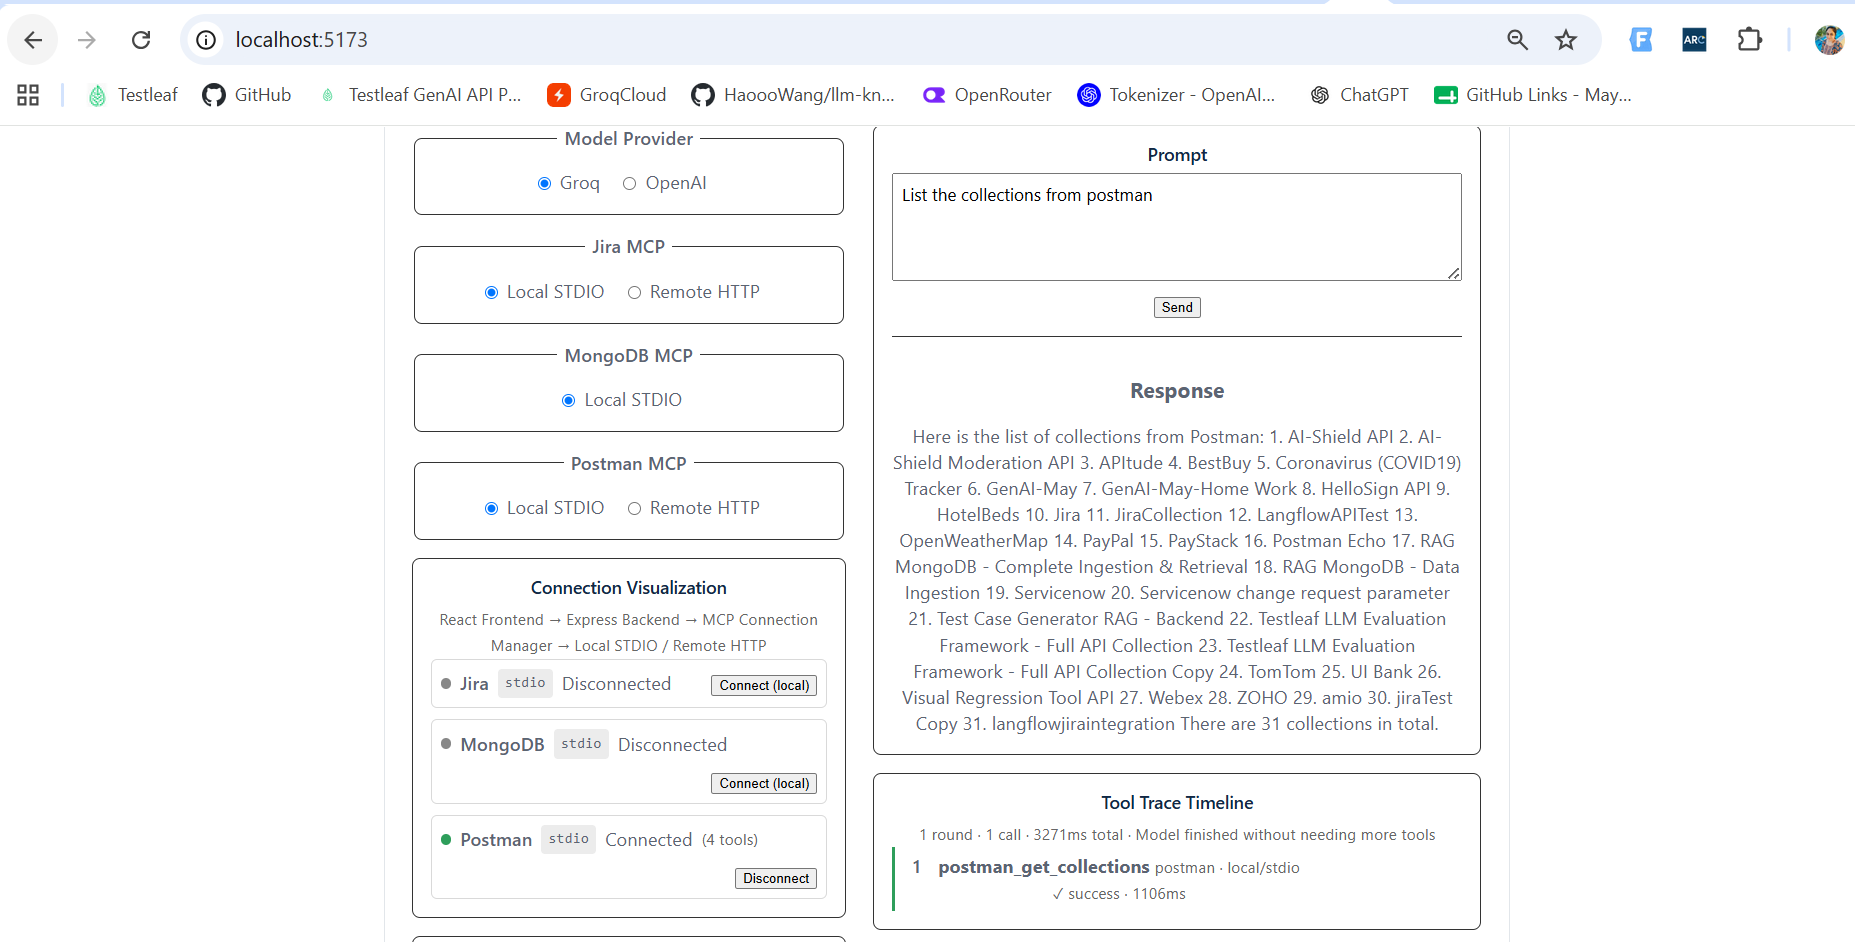 localhost:5173
Testleaf
GitHub
Testleaf GenAI API P...
GroqCloud
HaoooWang/llm-kn...
OpenRouter
Tokenizer - OpenAI...
ChatGPT
GitHub Links - May...
F
ARC
Model Provider
Groq
OpenAI
Jira MCP
Local STDIO
Remote HTTP
MongoDB MCP
Local STDIO
Postman MCP
Local STDIO
Remote HTTP
Connection Visualization
React Frontend → Express Backend → MCP Connection
Manager → Local STDIO / Remote HTTP
Jira stdio Disconnected
Connect (local)
MongoDB stdio Disconnected
Connect (local)
Postman stdio Connected (4 tools)
Disconnect
Prompt
List the collections from postman
Send
Response
Here is the list of collections from Postman: 1. AI-Shield API 2. AI-
Shield Moderation API 3. APItude 4. BestBuy 5. Coronavirus (COVID19)
Tracker 6. GenAI-May 7. GenAI-May-Home Work 8. HelloSign API 9.
HotelBeds 10. Jira 11. JiraCollection 12. LangflowAPITest 13.
OpenWeatherMap 14. PayPal 15. PayStack 16. Postman Echo 17. RAG
MongoDB - Complete Ingestion & Retrieval 18. RAG MongoDB - Data
Ingestion 19. Servicenow 20. Servicenow change request parameter
21. Test Case Generator RAG - Backend 22. Testleaf LLM Evaluation
Framework - Full API Collection 23. Testleaf LLM Evaluation
Framework - Full API Collection Copy 24. TomTom 25. UI Bank 26.
Visual Regression Tool API 27. Webex 28. ZOHO 29. amio 30. jiraTest
Copy 31. langflowjiraintegration There are 31 collections in total.
Tool Trace Timeline
1 round · 1 call · 3271ms total · Model finished without needing more tools
1 postman_get_collections postman · local/stdio
✓ success · 1106ms